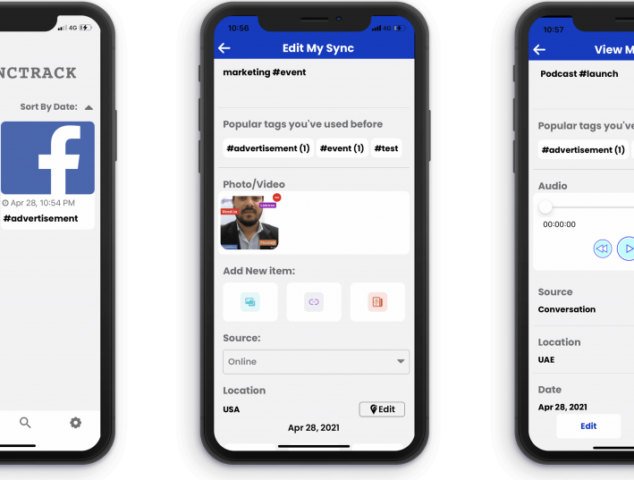 4G
NCTRACK
Sort By Date:
Apr 28, 10:54 PM
#advertisement
10:56
4G
Edit My Sync
marketing #event
Popular tags you've used before
#advertisement (1) #event (1) #test
Photo/Video
Add New item:
Source:
Online
Location
USA
Edit
Apr 28, 2021
10:57
View M
Podcast #launch
Popular tags you've
#advertisement (1)
Audio
00:00:00
Source
Conversation
Location
UAE
Date
Apr 28, 2021
Edit